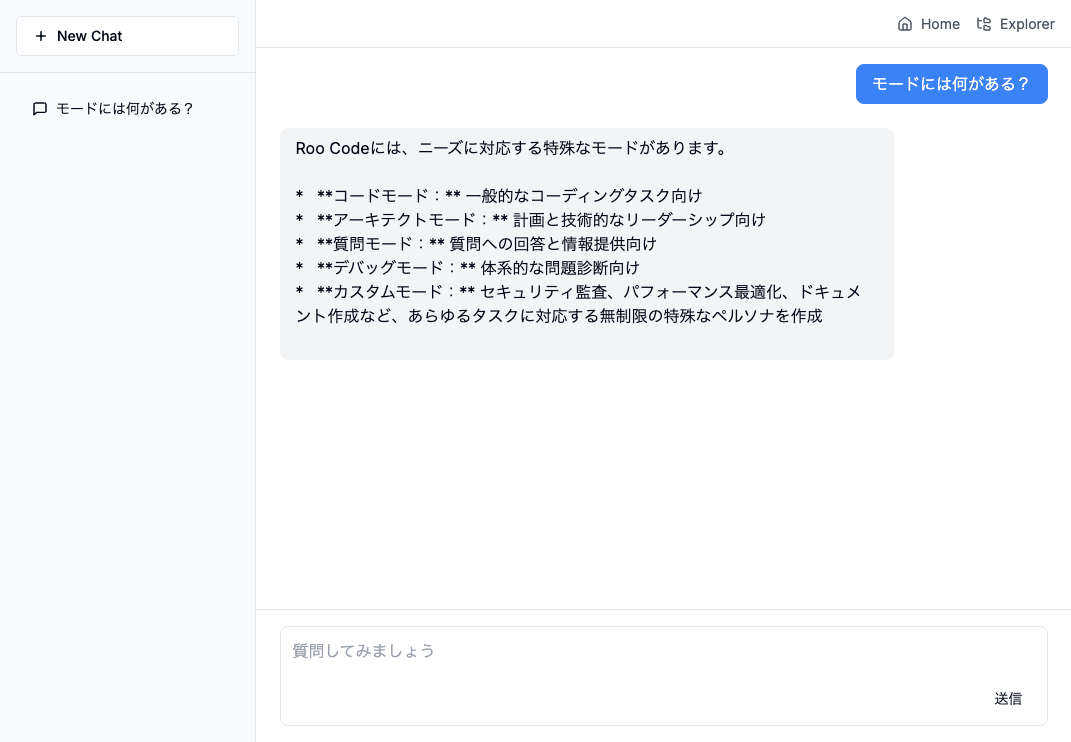 New Chat
モードには何がある？
Home
Explorer
モードには何がある？
Roo Codeには、ニーズに対応する特殊なモードがあります。
*   **コードモード：** 一般的なコーディングタスク向け
*   **アーキテクトモード：** 計画と技術的なリーダーシップ向け
*   **質問モード：** 質問への回答と情報提供向け
*   **デバッグモード：** 体系的な問題診断向け
*   **カスタムモード：** セキュリティ監査、パフォーマンス最適化、ドキュメ
ント作成など、あらゆるタスクに対応する無制限の特殊なペルソナを作成
質問してみましょう
送信